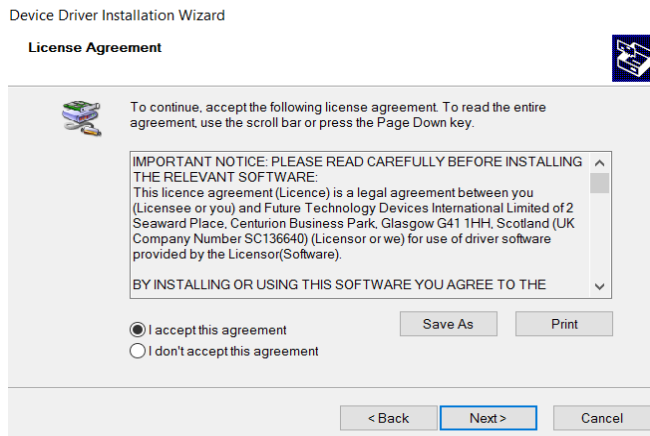 Device Driver Installation Wizard
License Agreement
To continue, accept the following license agreement. To read the entire
agreement, use the scroll bar or press the Page Down key.
IMPORTANT NOTICE: PLEASE READ CAREFULLY BEFORE INSTALLING
THE RELEVANT SOFTWARE:
This licence agreement (Licence) is a legal agreement between you
(Licensee or you) and Future Technology Devices International Limited of 2
Seaward Place, Centurion Business Park, Glasgow G41 1HH, Scotland (UK
Company Number SC136640) (Licensor or we) for use of driver software
provided by the Licensor(Software).
BY INSTALLING OR USING THIS SOFTWARE YOU AGREE TO THE
I accept this agreement
Save As
Print
I don't accept this agreement
< Back
Next >
Cancel